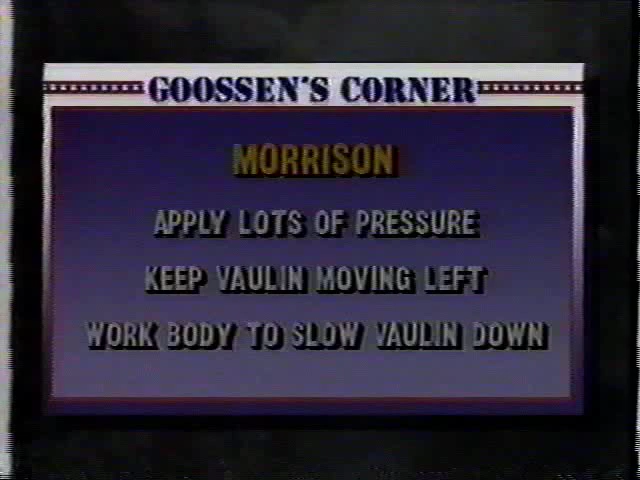 GOOSSEN'S CORNER
MORRISON
APPLY LOTS OF PRESSURE
KEEP VAULIN MOVING LEFT
WORK BODY TO SLOW VAULIN DOWN